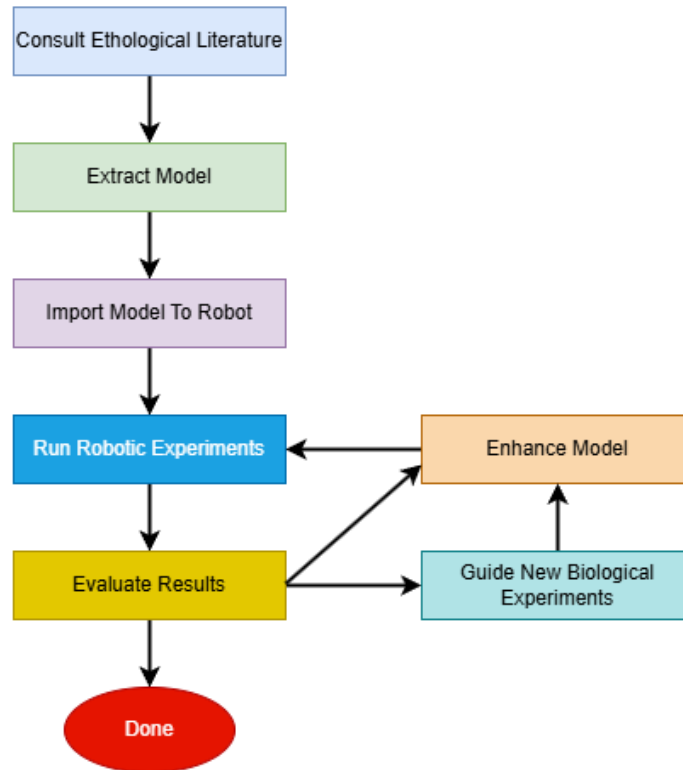 Consult Ethological Literature
Extract Model
Import Model To Robot
Run Robotic Experiments
Enhance Model
Evaluate Results
Guide New Biological
Experiments
Done